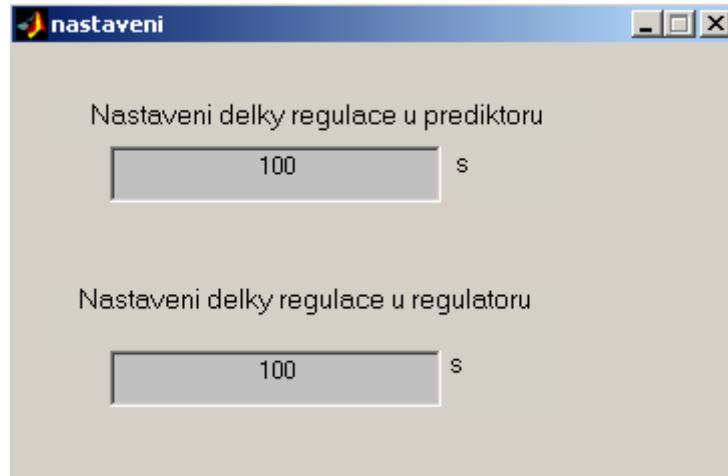 nastaveni
Nastaveni delky regulace u prediktoru
100 s
Nastaveni delky regulace u regulatoru
100 s